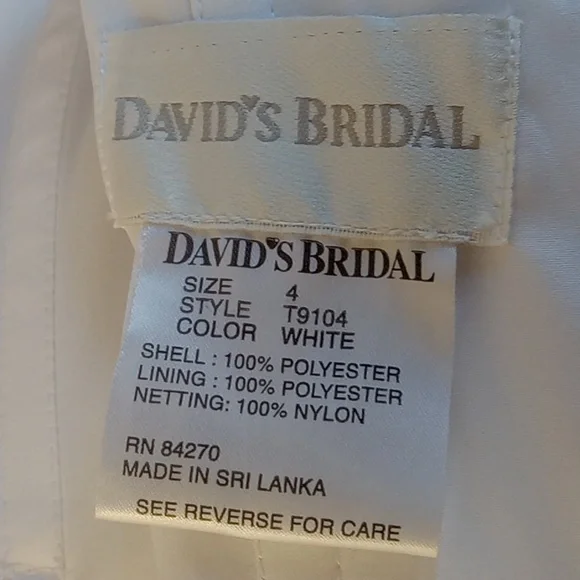 DAVID'S BRIDAL
DAVID'S BRIDAL
SIZE 4
STYLE T9104
COLOR WHITE
SHELL : 100% POLYESTER
LINING : 100% POLYESTER
NETTING: 100% NYLON
RN 84270
MADE IN SRI LANKA
SEE REVERSE FOR CARE